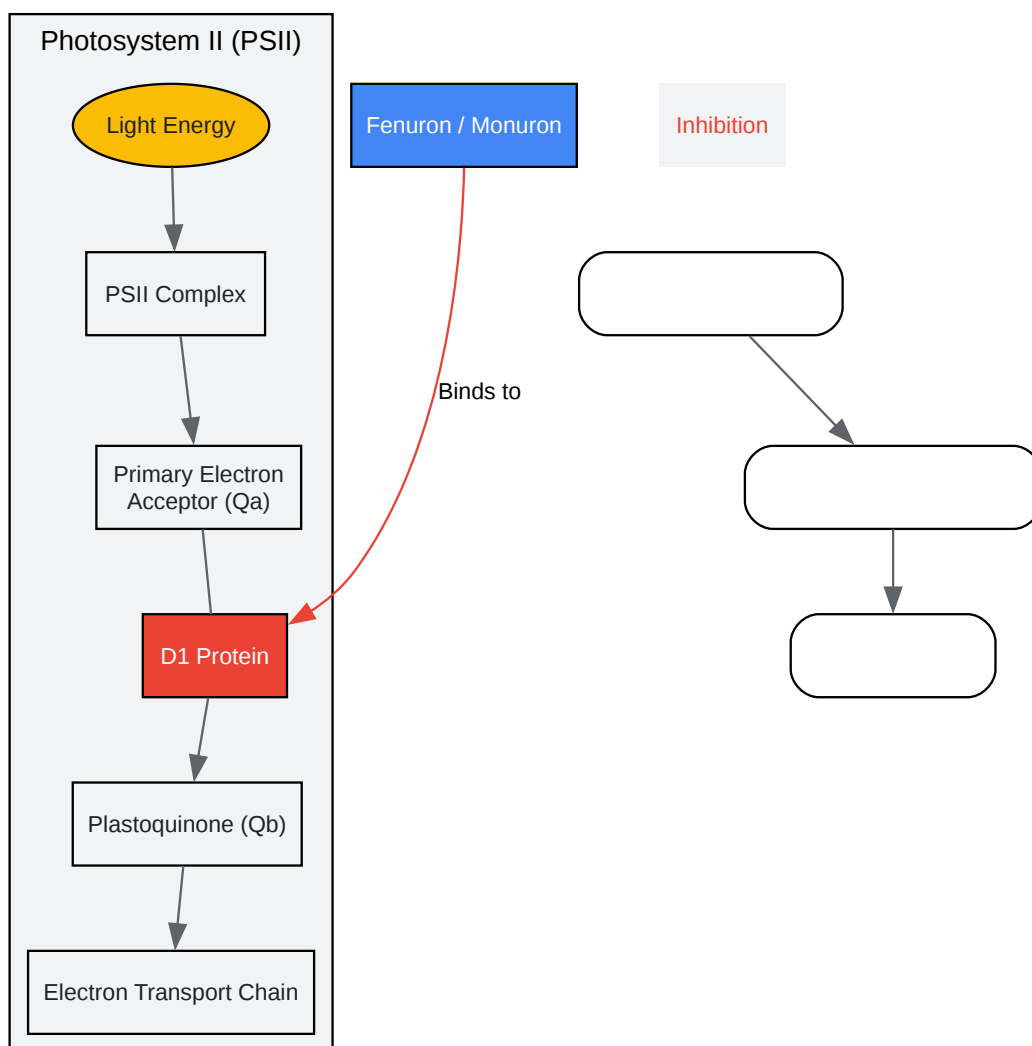 Photosystem II (PSII)
Light Energy
Fenuron / Monuron
Inhibition
PSII Complex
Binds to
Primary Electron
Acceptor (Qa)
D1 Protein
Plastoquinone (Qb)
Electron Transport Chain